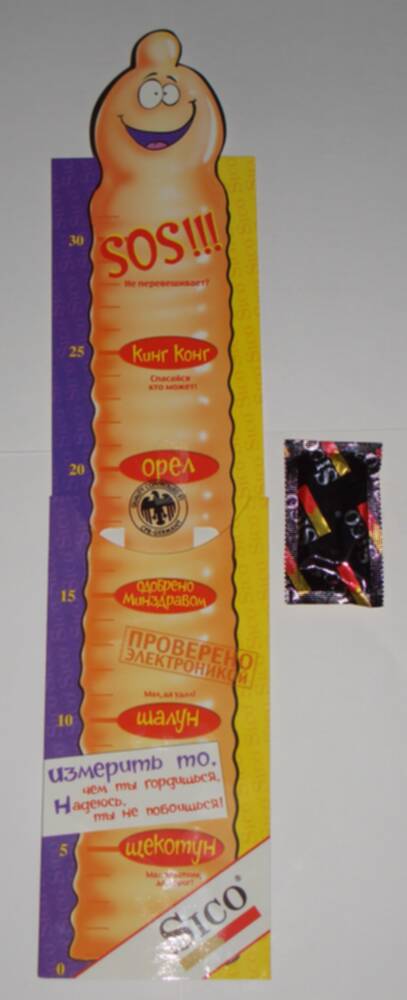 30
SOS!!!
Не перевешивает?
25
Кинг Конг
Спасайся
кто может!
20
орел
15
одобрено
Минздравом
ПРОВЕРЕНО
ЭЛЕКТРОНИКОЙ
Мал, да удал!
10
шалун
измерить то,
чем ты гордишься,
Надеюсь,
ты не побоишься!
5
щекотун
SICO®
0
SICO